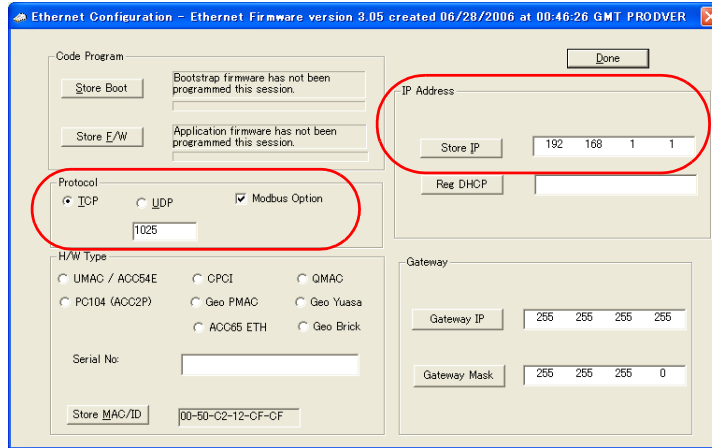 Ethernet Configuration - Ethernet Firmware version 3.05 created 06/28/2006 at 00:46:26 GMT PRODVER
Code Program
Store Boot
Bootstrap firmware has not been
programmed this session.
Store F/W
Application firmware has not been
programmed this session.
Done
IP Address
Store IP
192 168 1 1
Reg DHCP
Protocol
TCP
UDP
Modbus Option
1025
H/W Type
UMAC / ACC54E
CPCI
QMAC
PC104 (ACC2P)
Geo PMAC
Geo Yuasa
ACC65 ETH
Geo Brick
Serial No:
Store MAC/ID
00-50-C2-12-CF-CF
Gateway
Gateway IP
255 255 255 255
Gateway Mask
255 255 255 0